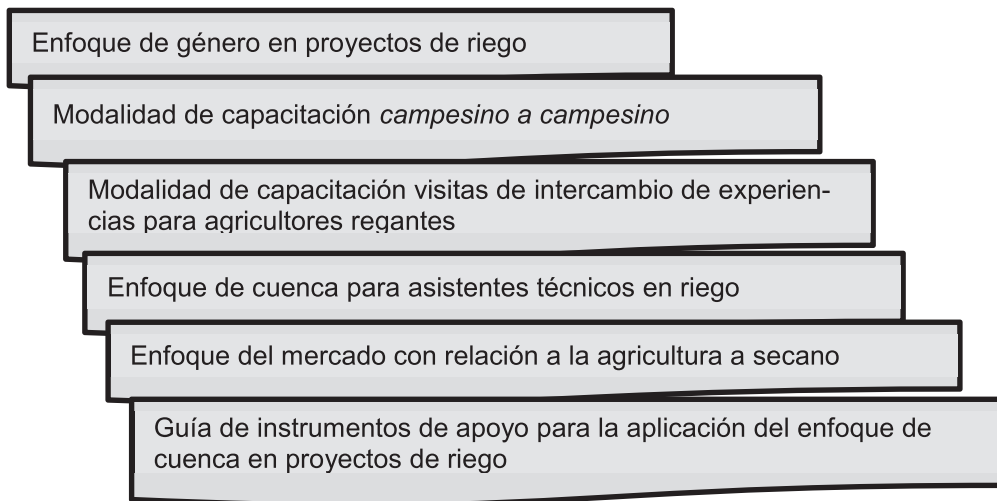 Enfoque de género en proyectos de riego
Modalidad de capacitación campesino a campesino
Modalidad de capacitación visitas de intercambio de experien-
cias para agricultores regantes
Enfoque de cuenca para asistentes técnicos en riego
Enfoque del mercado con relación a la agricultura a secano
Guía de instrumentos de apoyo para la aplicación del enfoque de
cuenca en proyectos de riego